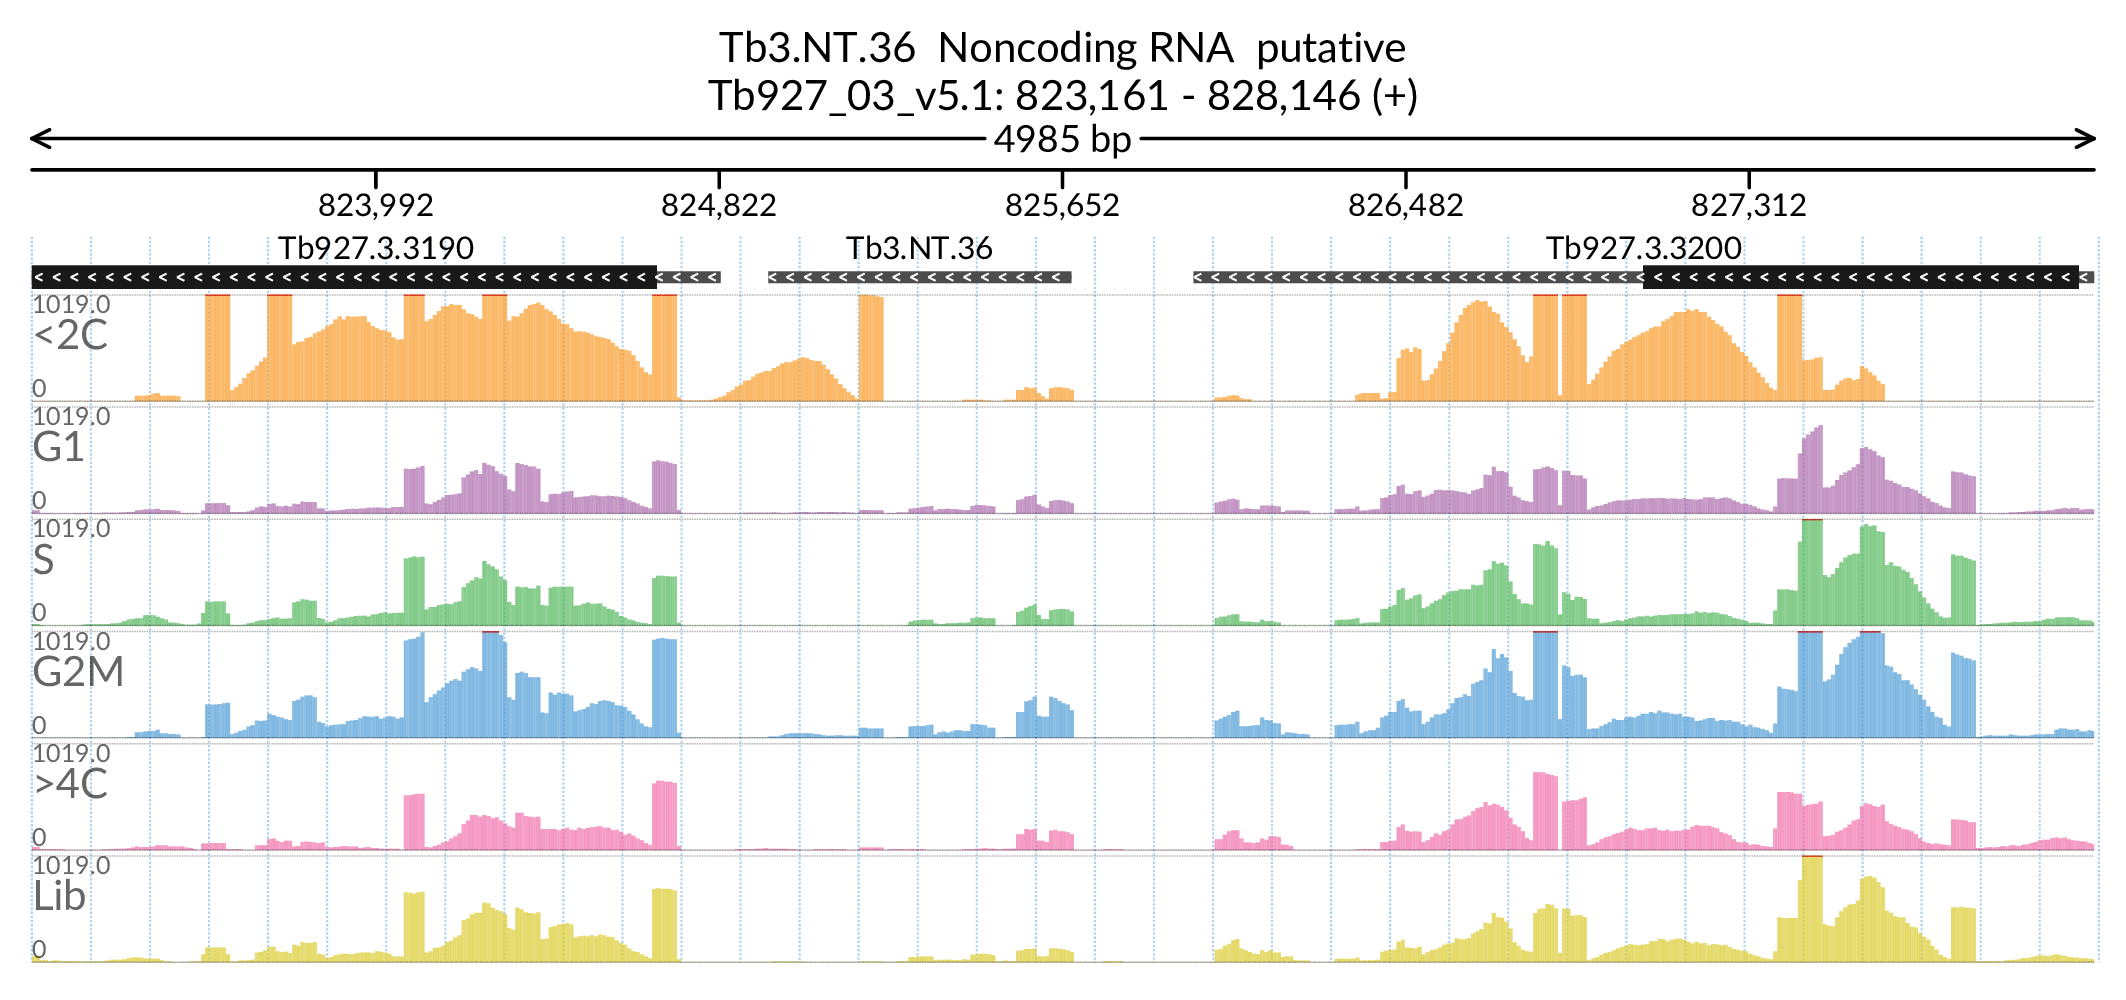 Tb3.NT.36 Noncoding RNA putative
Tb927_03_v5.1: 823,161 - 828,146 (+)
4985 bp
823,992 824,822 825,652 826,482 827,312
Tb927.3.3190 Tb3.NT.36 Tb927.3.3200
1019.0
<2C
0
1019.0
G1
0
1019.0
S
0
1019.0
G2M
0
1019.0
>4C
0
1019.0
Lib
0